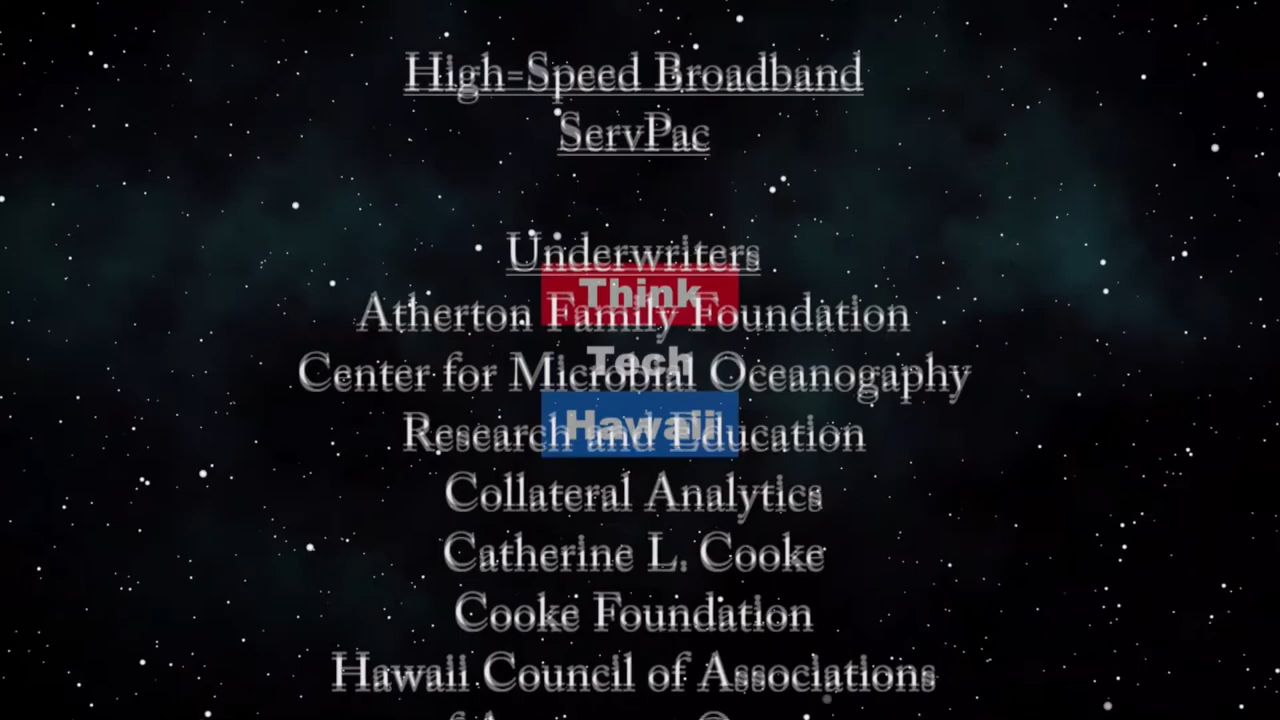 High-Speed Broadband
ServPac
Underwriters
Think
Atherton Family Foundation
Tech
Center for Microbial Oceanogaphy
Hawaii
Research and Education
Collateral Analytics
Catherine L. Cooke
Cooke Foundation
Hawaii Council of Associations